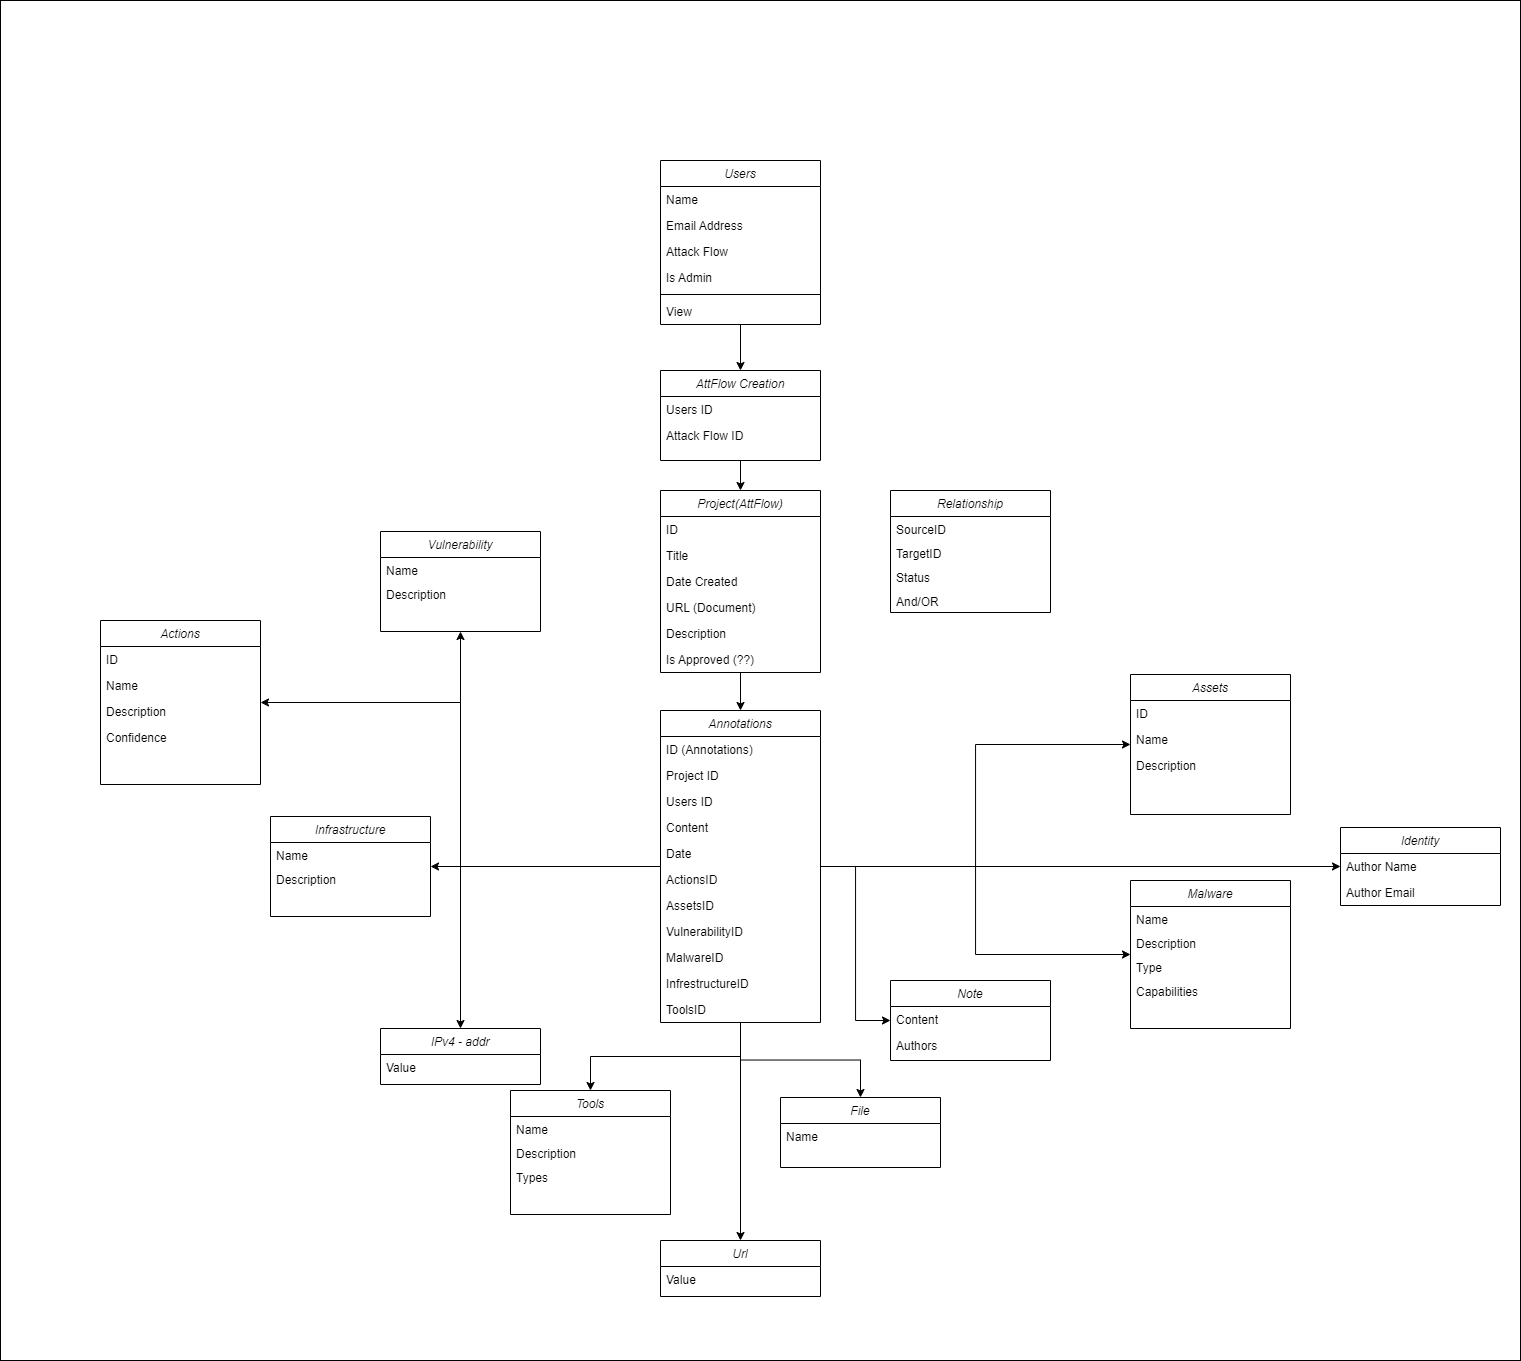 Users
Name
Email Address
Attack Flow
Is Admin
View
AttFlow Creation
Users ID
Attack Flow ID
Project(AttFlow)
ID
Title
Date Created
URL (Document)
Description
Is Approved (??)
Relationship
SourceID
TargetID
Status
And/OR
Vulnerability
Name
Description
Actions
ID
Name
Description
Confidence
Assets
ID
Name
Description
Annotations
ID (Annotations)
Project ID
Users ID
Content
Date
ActionsID
AssetsID
VulnerabilityID
MalwareID
InfrestructureID
ToolsID
Infrastructure
Name
Description
Identity
Author Name
Author Email
Malware
Name
Description
Type
Capabilities
Note
Content
Authors
IPv4 - addr
Value
Tools
Name
Description
Types
File
Name
Url
Value